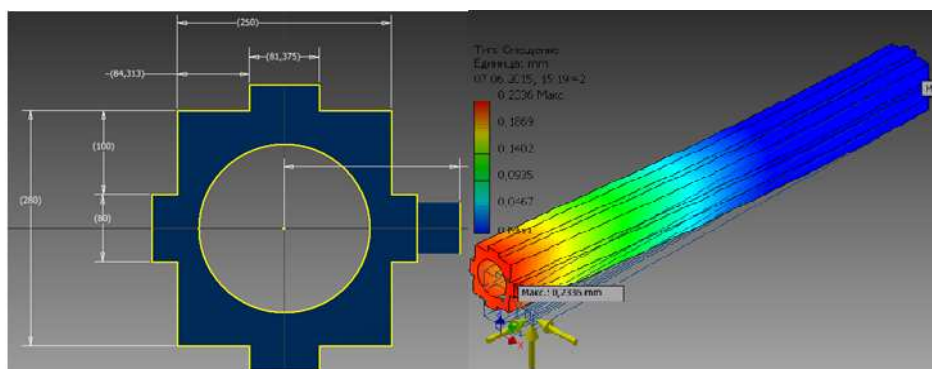 (250)
(81,375)
(84,313)
(100)
(280)
(80)
Тип: Смещение
Единица: mm
07.06.2015, 15:19:42
0,2336 Макс.
0,1869
0,1402
0,0935
0,0467
Макс.: 0,2336 mm